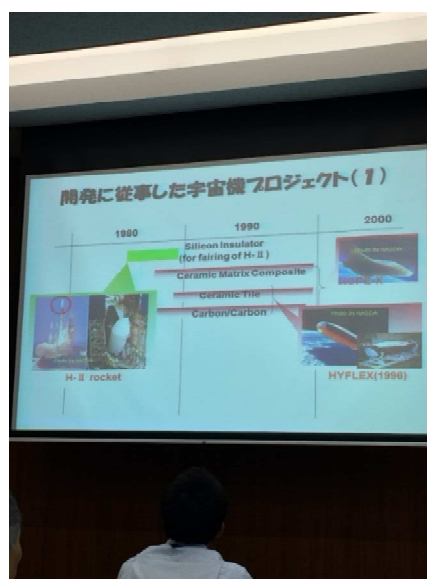 開発に従事した宇宙機プロジェクト(1)
1980
1990
2000
Silicon Insulator
(for fairing of H-Ⅱ)
Ceramic Matrix Composite
Ceramic Tile
Carbon/Carbon
H-Ⅱ rocket
HYFLEX(1996)